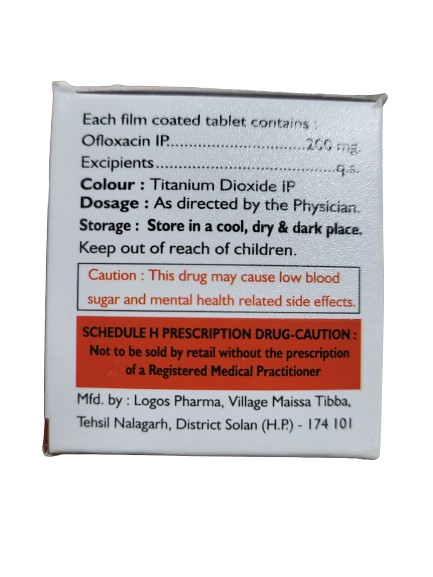 Each film coated tablet contains :
Ofloxacin IP..............................200 mg.
Excipients........................................q.s.
Colour : Titanium Dioxide IP
Dosage : As directed by the Physician.
Storage : Store in a cool, dry & dark place.
Keep out of reach of children.
Caution : This drug may cause low blood
sugar and mental health related side effects.
SCHEDULE H PRESCRIPTION DRUG-CAUTION :
Not to be sold by retail without the prescription
of a Registered Medical Practitioner
Mfd. by : Logos Pharma, Village Maissa Tibba,
Tehsil Nalagarh, District Solan (H.P.) - 174 101